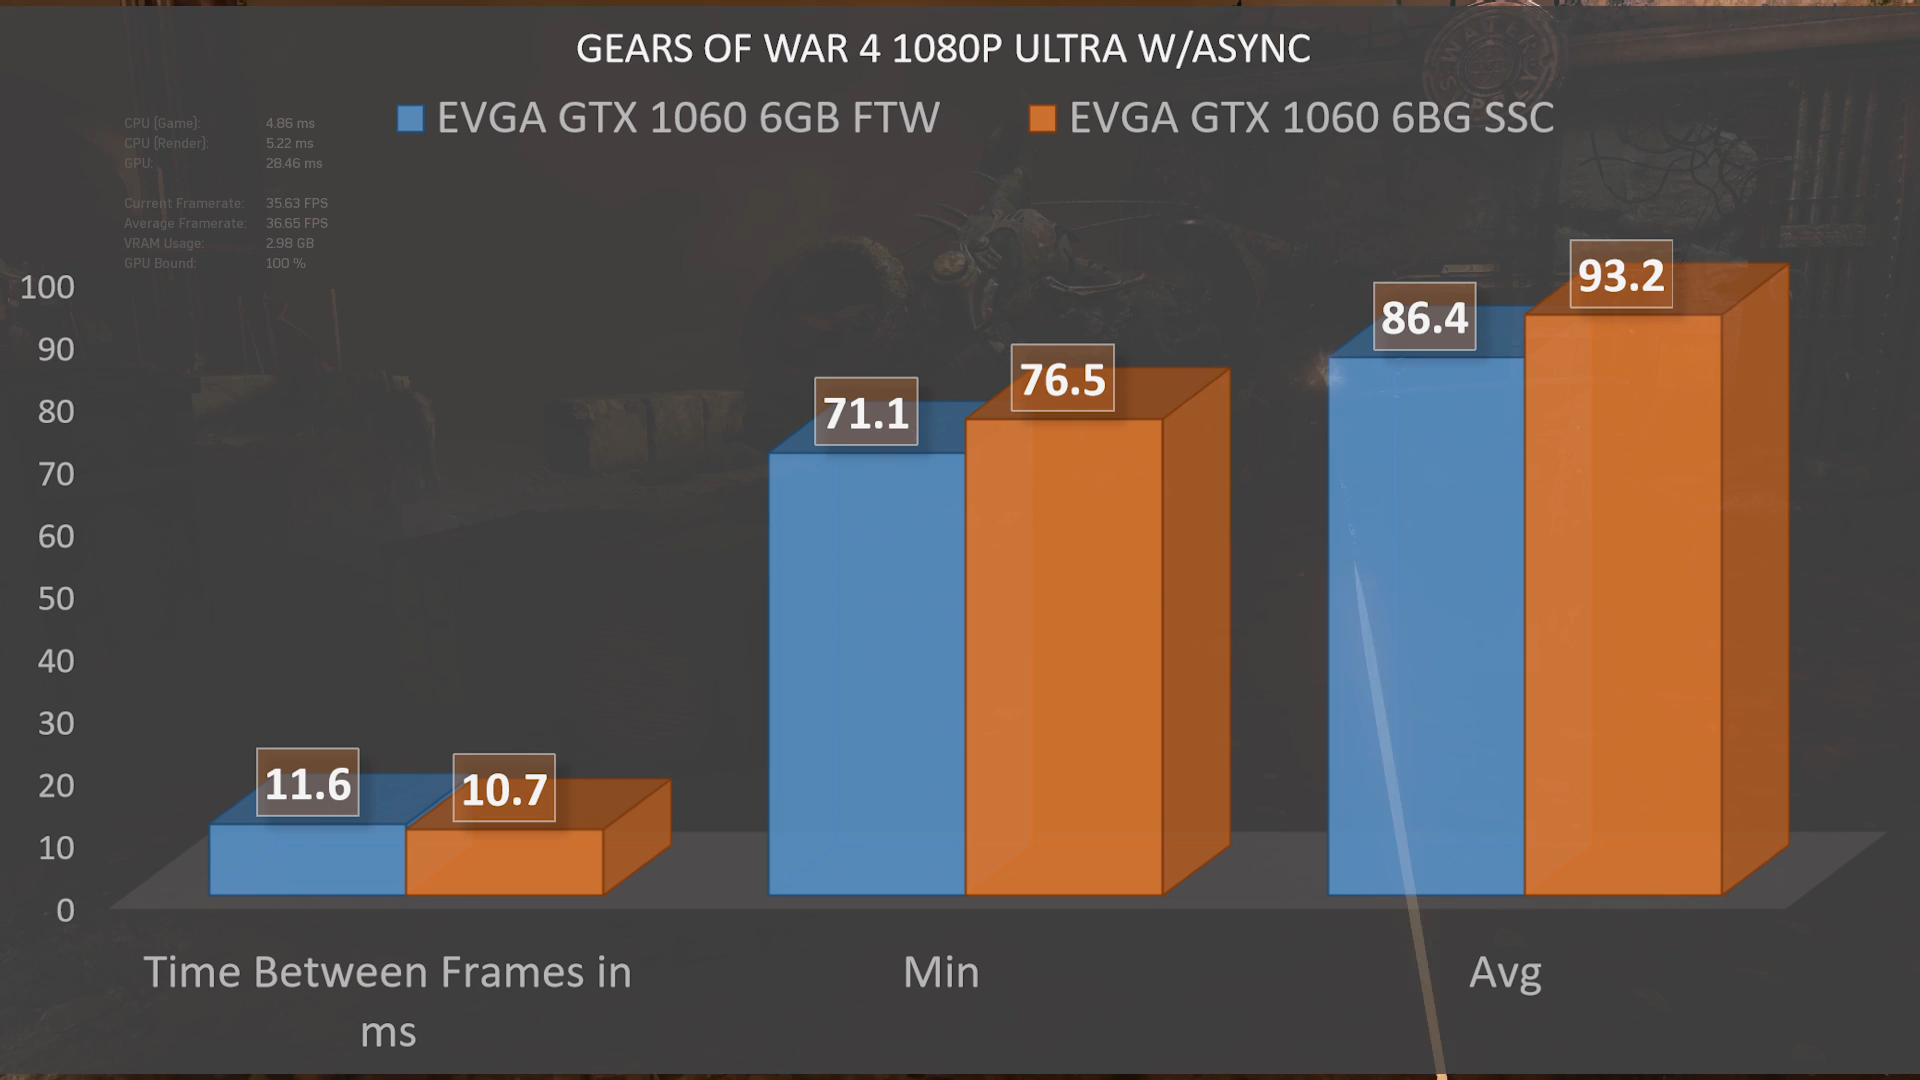 GEARS OF WAR 4 1080P ULTRA W/ASYNC
EVGA GTX 1060 6GB FTW
EVGA GTX 1060 6BG SSC
CPU (Game): 4.86 ms
CPU (Render): 5.22 ms
GPU: 28.46 ms
Current Framerate: 35.63 FPS
Average Framerate: 36.65 FPS
VRAM Usage: 2.98 GB
GPU Bound: 100 %
100
90
80
70
60
50
40
30
20
10
0
11.6
10.7
71.1
76.5
86.4
93.2
Time Between Frames in
ms
Min
Avg